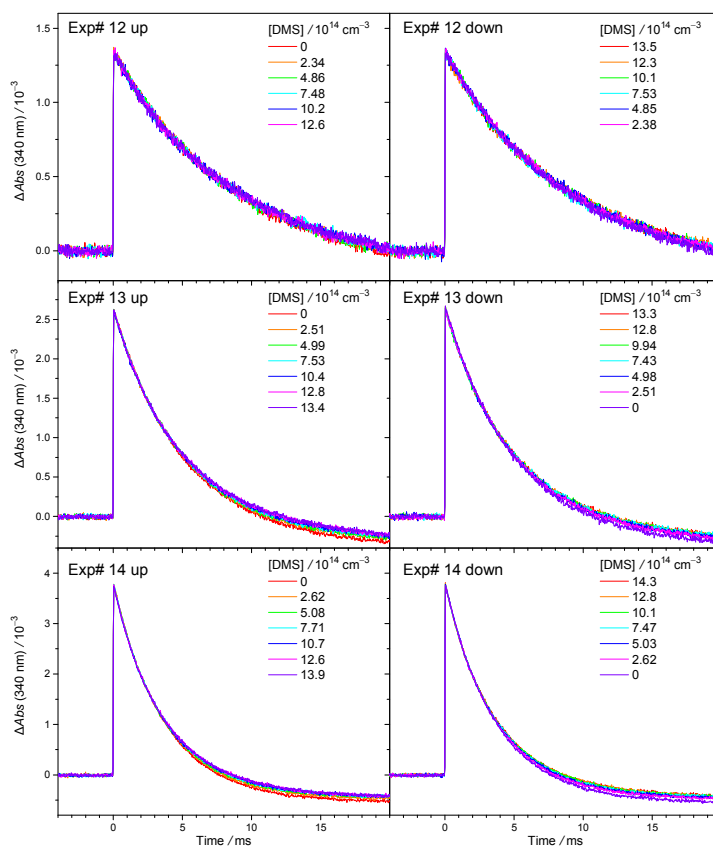 Exp# 12 up
[DMS] / 10^14 cm^−3
0
2.34
4.86
7.48
10.2
12.6
1.5
1.0
0.5
0.0
ΔAbs (340 nm) / 10^−3
Exp# 12 down
[DMS] / 10^14 cm^−3
13.5
12.3
10.1
7.53
4.85
2.38
Exp# 13 up
[DMS] / 10^14 cm^−3
0
2.51
4.99
7.53
10.4
12.8
13.4
2.5
2.0
1.5
1.0
0.5
0.0
ΔAbs (340 nm) / 10^−3
Exp# 13 down
[DMS] / 10^14 cm^−3
13.3
12.8
9.94
7.43
4.98
2.51
0
Exp# 14 up
[DMS] / 10^14 cm^−3
0
2.62
5.08
7.71
10.7
12.6
13.9
4
3
2
1
0
ΔAbs (340 nm) / 10^−3
0 5 10 15
Time / ms
Exp# 14 down
[DMS] / 10^14 cm^−3
14.3
12.8
10.1
7.47
5.03
2.62
0
0 5 10 15
Time / ms